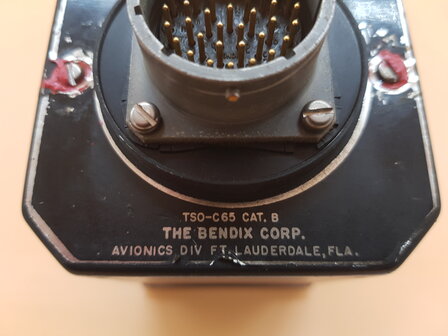 TSO-C65 CAT. B
THE BENDIX CORP.
AVIONICS DIV FT. LAUDERDALE, FLA.